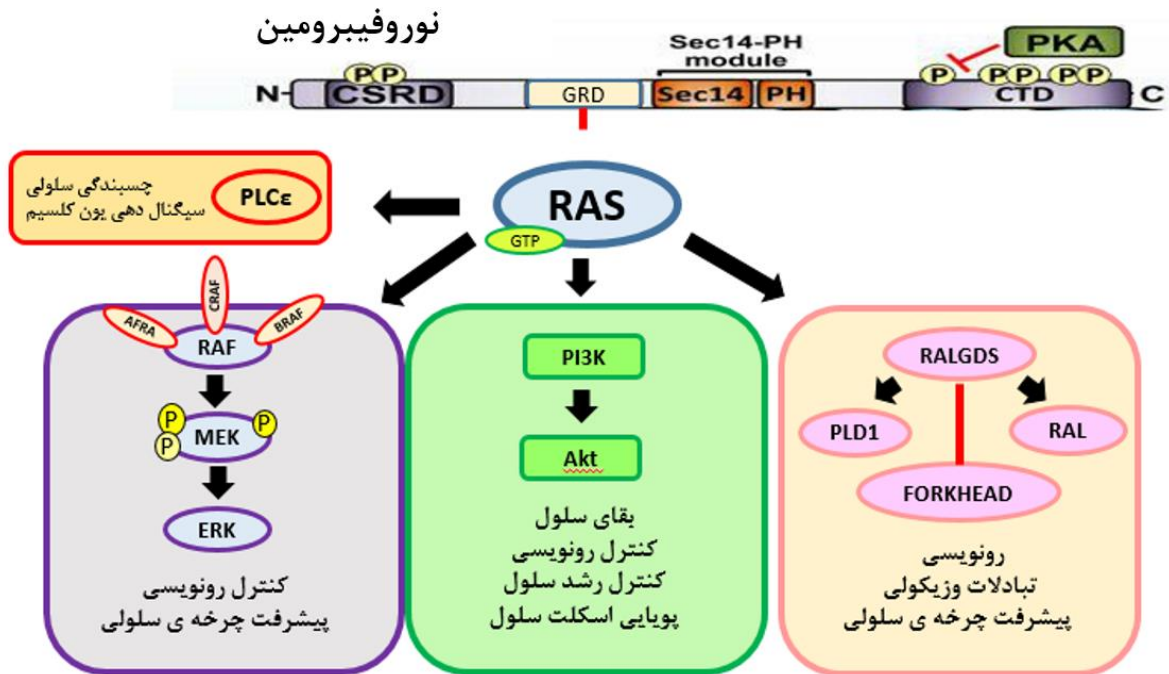 نوروفیبرومین
Sec14-PH
module
PKA
P
P
P
P
P
P
P
N-
CSRD
GRD
Sec14
PH
CTD
C
چسبندگی سلولی
سیگنال دهی یون کلسیم
PLCε
RAS
GTP
AFRA
CRAF
BRAF
RAF
P
P
P
MEK
ERK
کنترل رونویسی
پیشرفت چرخه ی سلولی
PI3K
Akt
بقای سلول
کنترل رونویسی
کنترل رشد سلول
پویایی اسکلت سلول
RALGDS
PLD1
RAL
FORKHEAD
رونویسی
تبادلات وزیکولی
پیشرفت چرخه ی سلولی